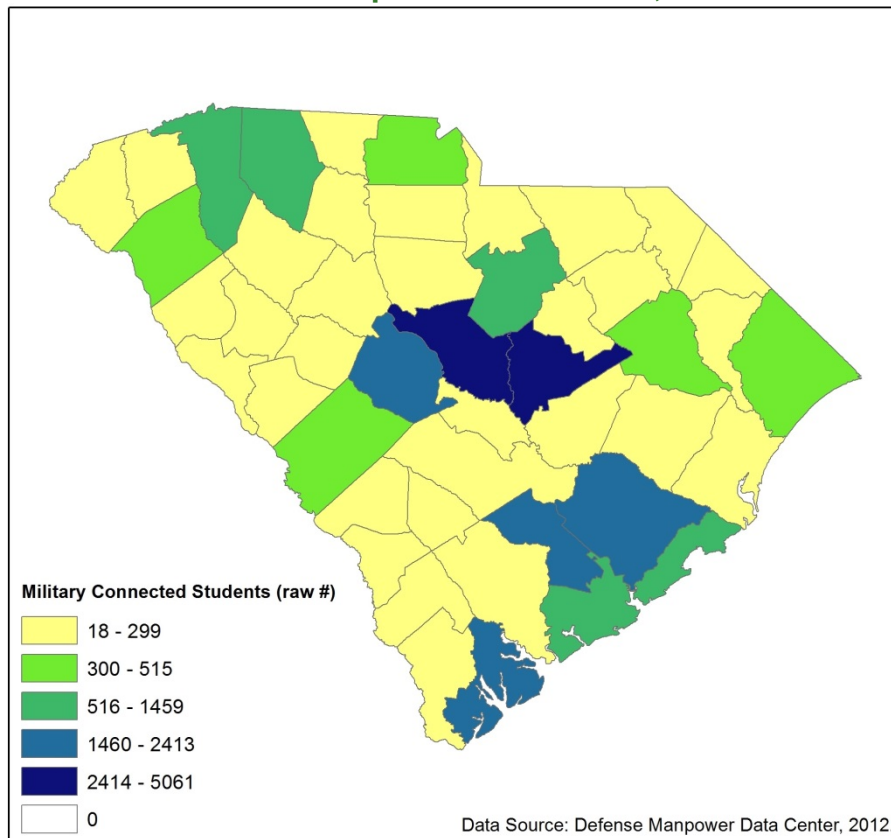 Military Connected Students (raw #)
18 - 299
300 - 515
516 - 1459
1460 - 2413
2414 - 5061
0
Data Source: Defense Manpower Data Center, 2012